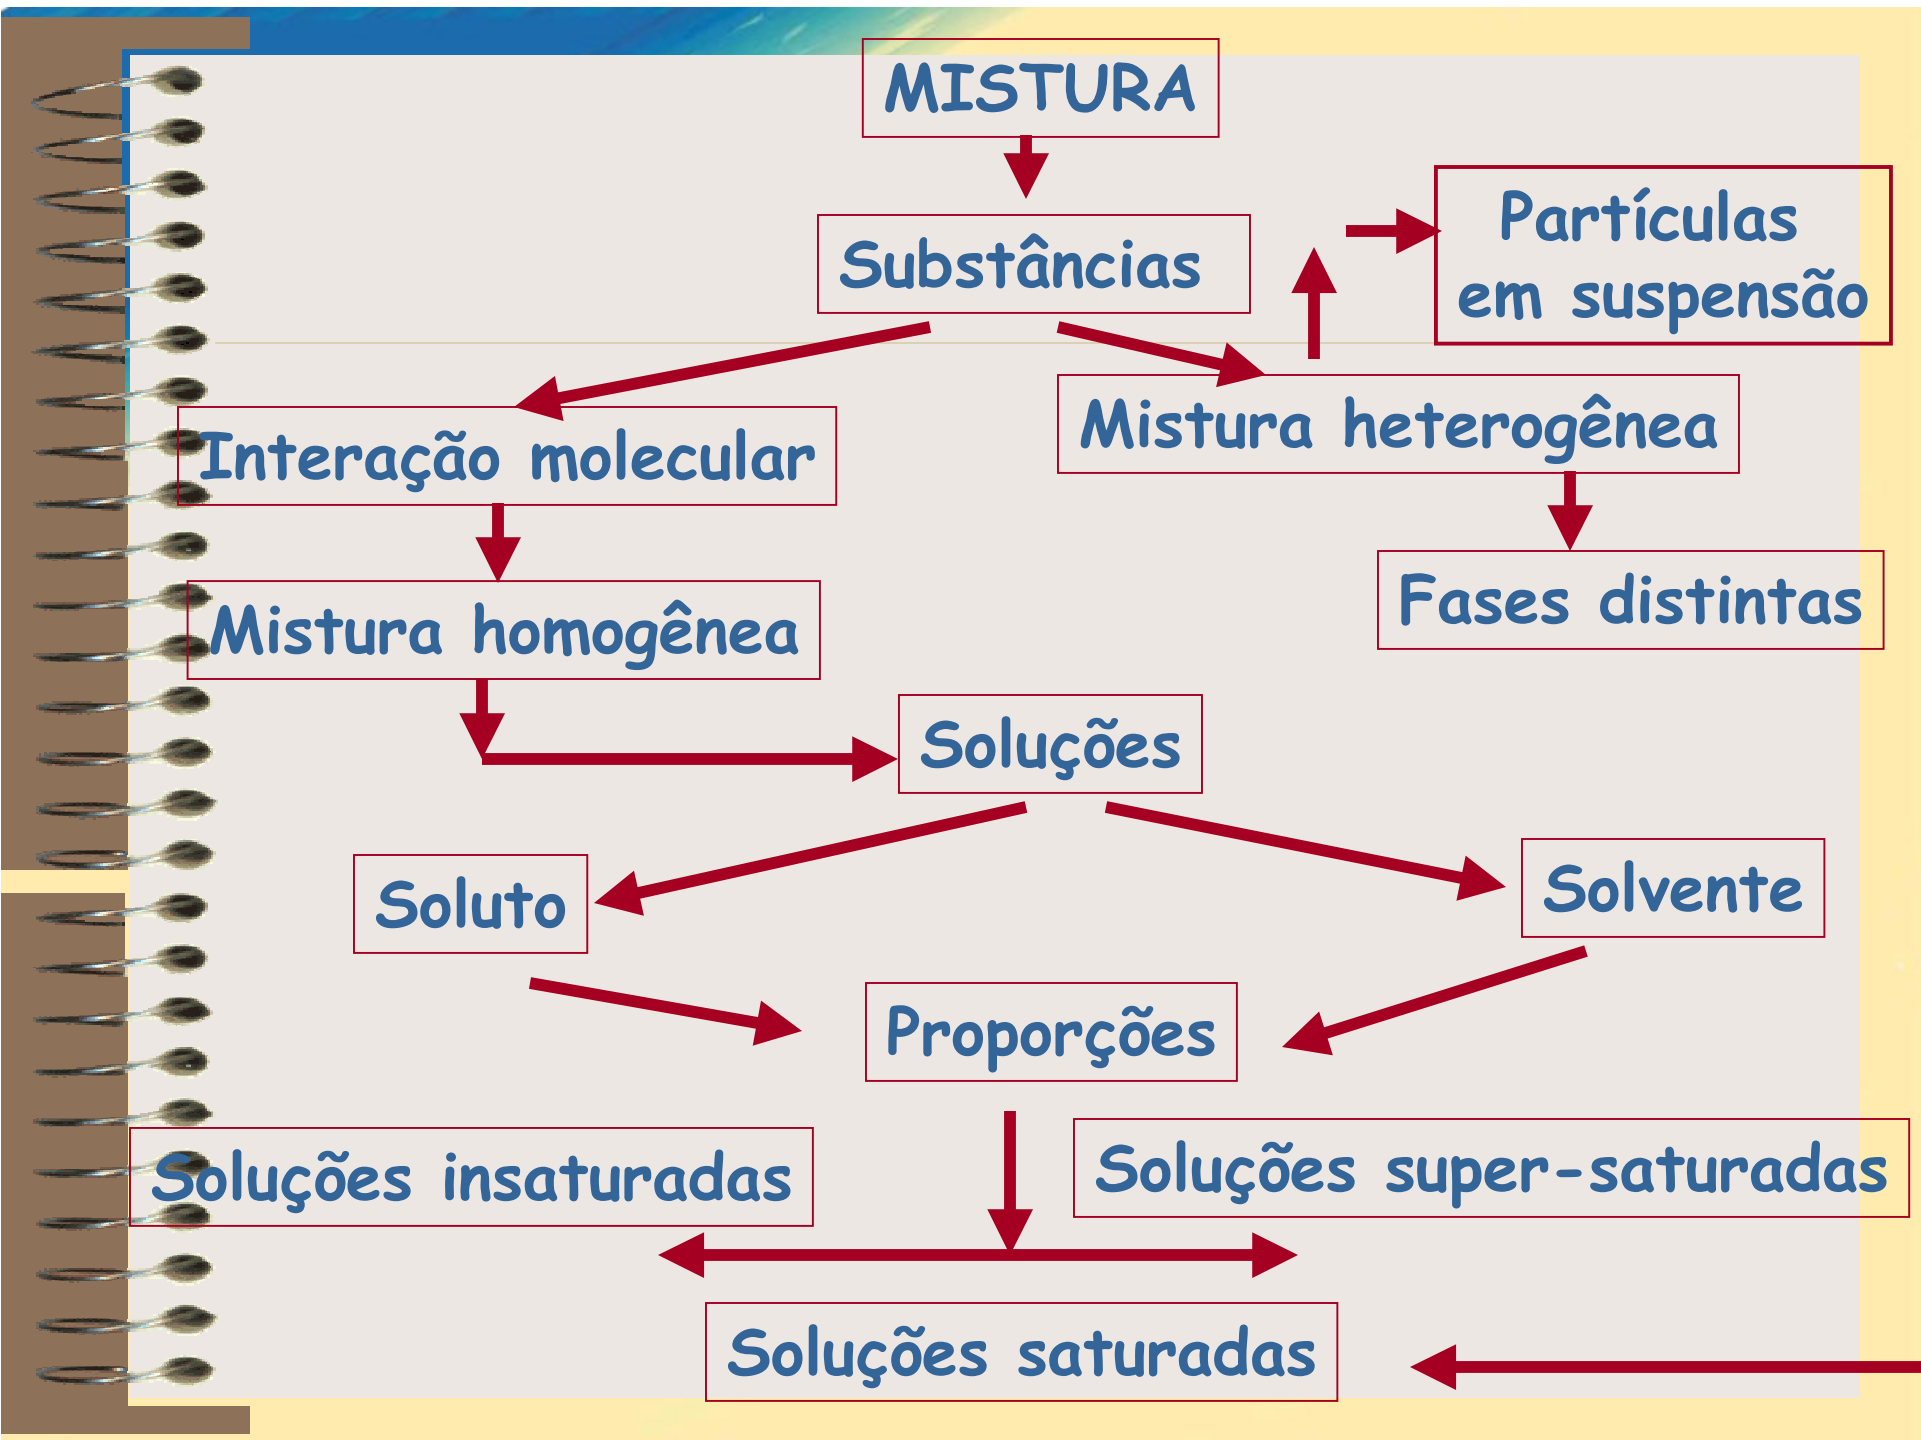 MISTURA
Substâncias
Partículas
em suspensão
Interação molecular
Mistura heterogênea
Mistura homogênea
Fases distintas
Soluções
Soluto
Solvente
Proporções
Soluções insaturadas
Soluções super-saturadas
Soluções saturadas